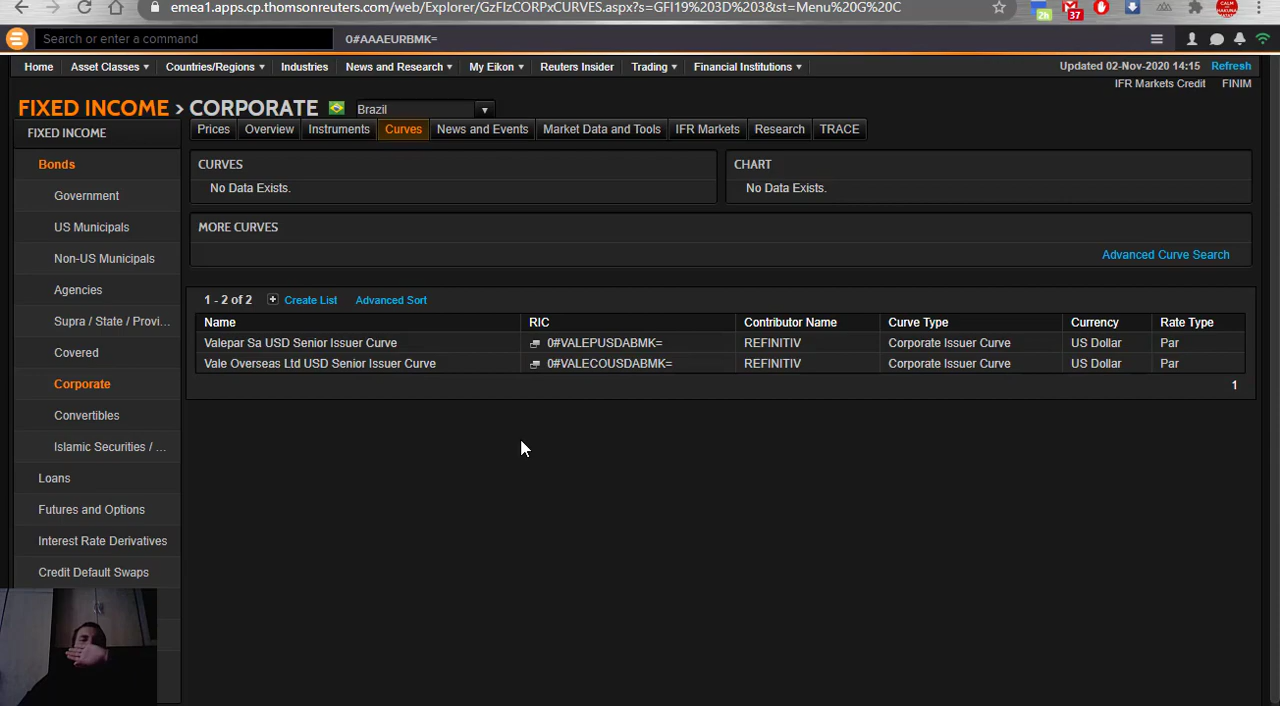 emea1.apps.cp.thomsonreuters.com/web/Explorer/GzFIzCORPxCURVES.aspx?s=GFI19%203D%203&st=Menu%20G%20C
2h
37
Search or enter a command
0#AAAEURBMK=
Home Asset Classes Countries/Regions Industries News and Research My Eikon Reuters Insider Trading Financial Institutions Updated 02-Nov-2020 14:15 Refresh
IFR Markets Credit FINIM
FIXED INCOME > CORPORATE Brazil
FIXED INCOME
Prices Overview Instruments Curves News and Events Market Data and Tools IFR Markets Research TRACE
Bonds
Government
US Municipals
Non-US Municipals
Agencies
Supra / State / Provi...
Covered
Corporate
Convertibles
Islamic Securities / ...
Loans
Futures and Options
Interest Rate Derivatives
Credit Default Swaps
CURVES
No Data Exists.
CHART
No Data Exists.
MORE CURVES
Advanced Curve Search
1 - 2 of 2 Create List Advanced Sort
Name RIC Contributor Name Curve Type Currency Rate Type
Valepar Sa USD Senior Issuer Curve 0#VALEPUSDABMK= REFINITIV Corporate Issuer Curve US Dollar Par
Vale Overseas Ltd USD Senior Issuer Curve 0#VALECOUSDABMK= REFINITIV Corporate Issuer Curve US Dollar Par
1